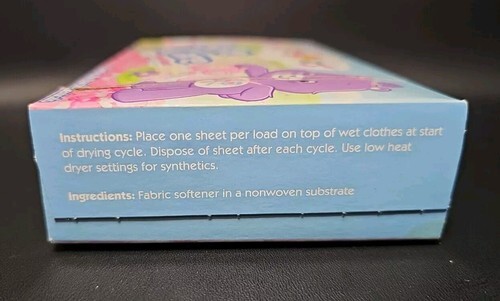 Instructions: Place one sheet per load on top of wet clothes at start
of drying cycle. Dispose of sheet after each cycle. Use low heat
dryer settings for synthetics.
Ingredients: Fabric softener in a nonwoven substrate